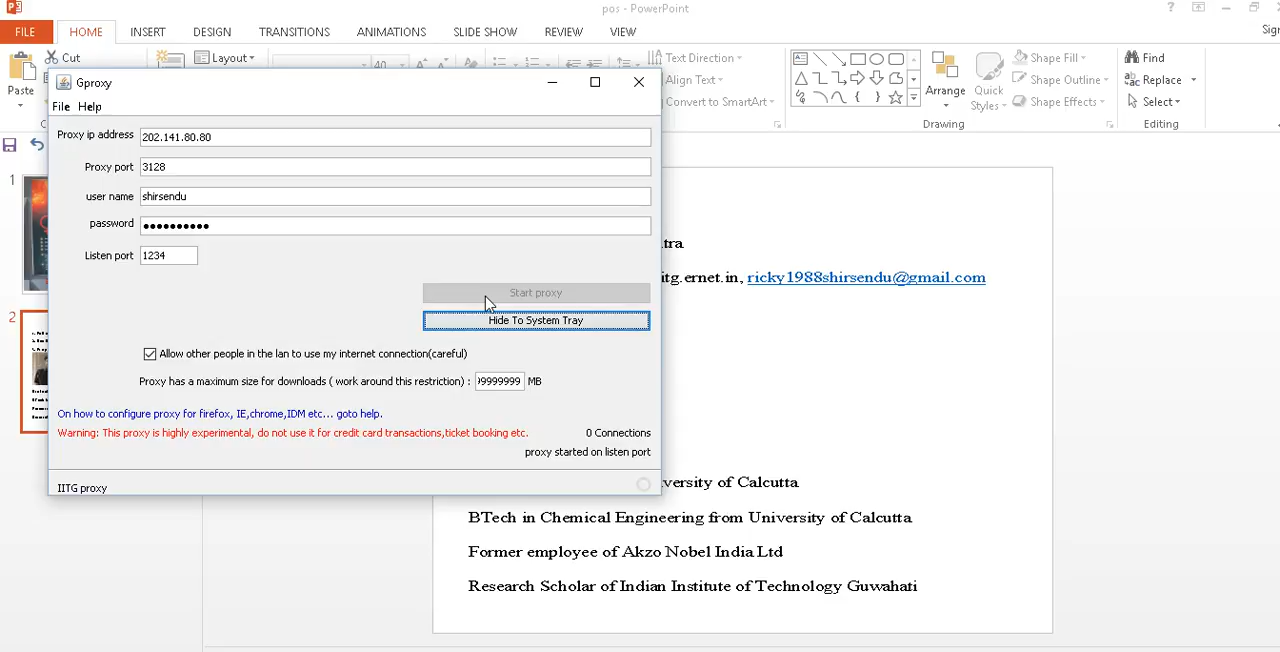 pos - PowerPoint
FILE HOME INSERT DESIGN TRANSITIONS ANIMATIONS SLIDE SHOW REVIEW VIEW
Cut
Paste
Layout
40
Text Direction
Align Text
Convert to SmartArt
Arrange
Quick Styles
Shape Fill
Shape Outline
Shape Effects
Drawing
Find
Replace
Select
Editing
Gproxy
File Help
Proxy ip address 202.141.80.80
Proxy port 3128
user name shirsendu
password ••••••••••
Listen port 1234
Start proxy
Hide To System Tray
Allow other people in the lan to use my internet connection(careful)
Proxy has a maximum size for downloads ( work around this restriction) : 99999999 MB
On how to configure proxy for firefox, IE,chrome,IDM etc... goto help.
Warning: This proxy is highly experimental, do not use it for credit card transactions,ticket booking etc.
0 Connections
proxy started on listen port
IITG proxy
1
2
tra
itg.ernet.in, ricky1988shirsendu@gmail.com
versity of Calcutta
BTech in Chemical Engineering from University of Calcutta
Former employee of Akzo Nobel India Ltd
Research Scholar of Indian Institute of Technology Guwahati